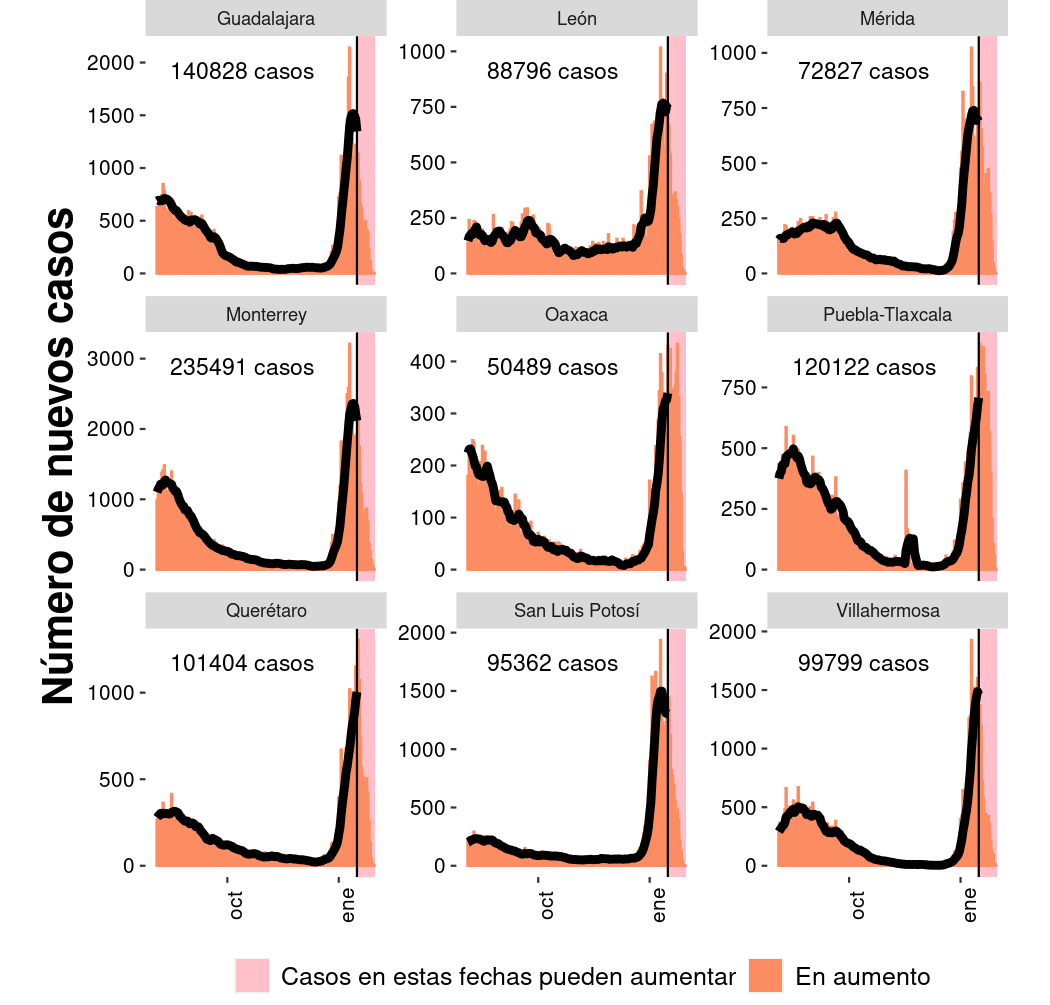 Número de nuevos casos
Guadalajara
140828 casos
2000
1500
1000
500
0
León
88796 casos
1000
750
500
250
0
Mérida
72827 casos
1000
750
500
250
0
Monterrey
235491 casos
3000
2000
1000
0
Oaxaca
50489 casos
400
300
200
100
0
Puebla-Tlaxcala
120122 casos
750
500
250
0
Querétaro
101404 casos
1000
500
0
oct
ene
San Luis Potosí
95362 casos
2000
1500
1000
500
0
oct
ene
Villahermosa
99799 casos
2000
1500
1000
500
0
oct
ene
Casos en estas fechas pueden aumentar
En aumento